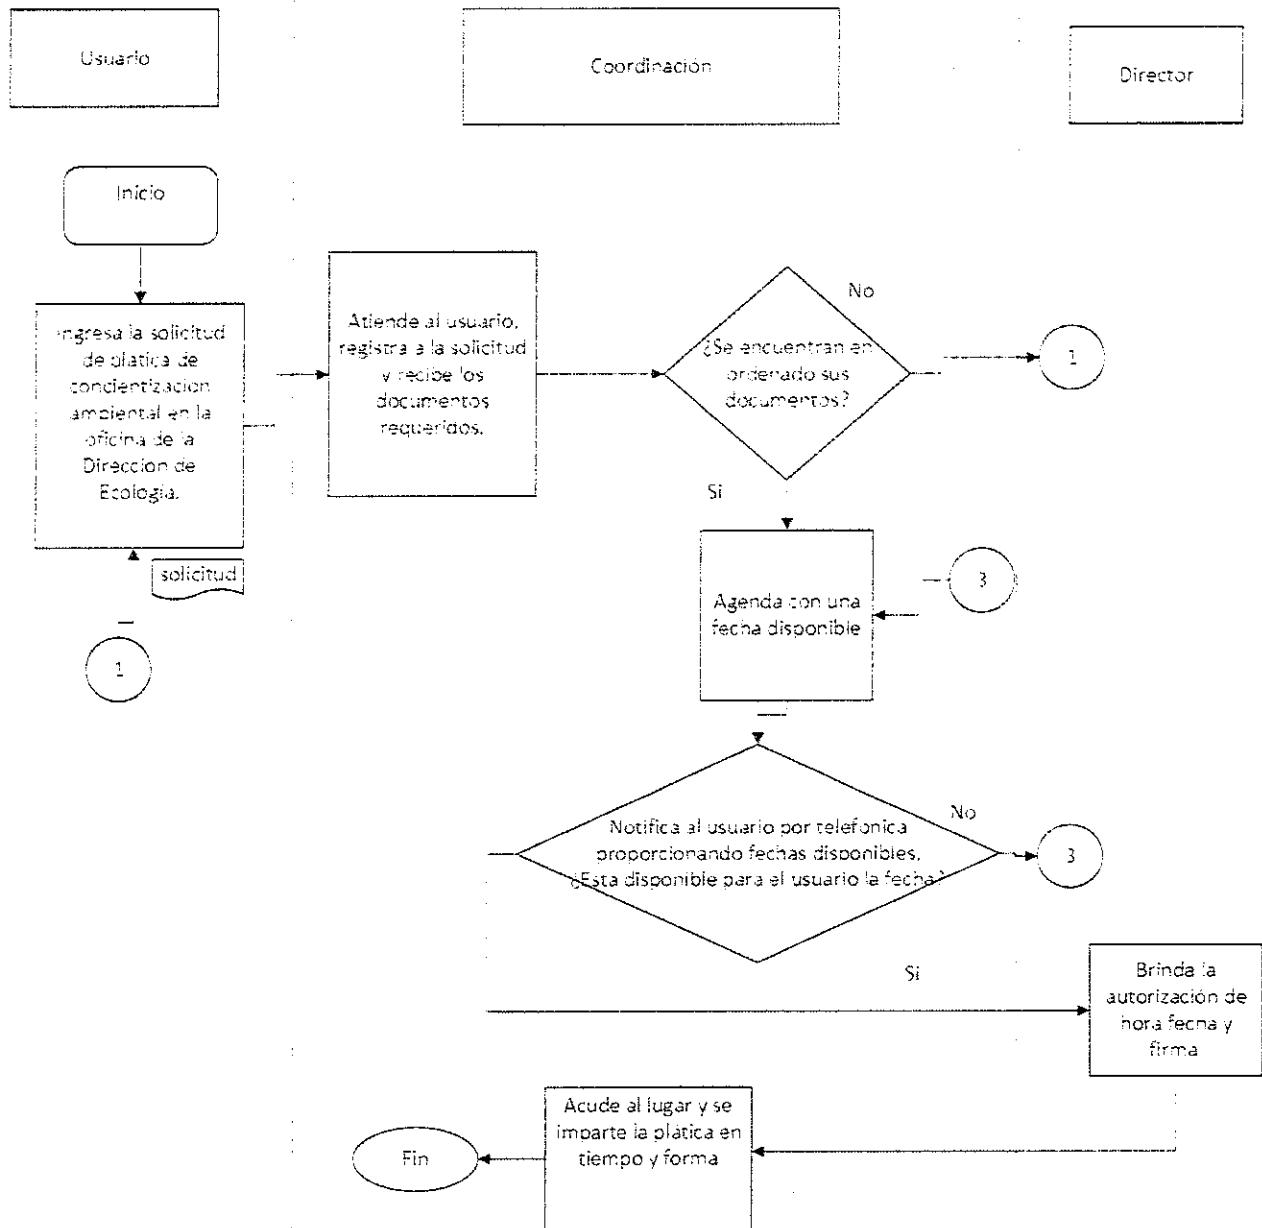 Usuario
Coordinación
Director
Inicio
Ingresa la solicitud
de platica de
concientizacion
ambiental en la
oficina de la
Direccion de
Ecología.
solicitud
1
Atiende al usuario,
registra a la solicitud
y recibe los
documentos
requeridos.
¿Se encuentran en
ordenado sus
documentos?
No
1
Si
Agenda con una
fecha disponible
3
Notifica al usuario por telefonica
proporcionando fechas disponibles.
¿Esta disponible para el usuario la fecha?
No
3
Si
Brinda la
autorización de
hora fecha y
firma
Acude al lugar y se
imparte la plática en
tiempo y forma
Fin